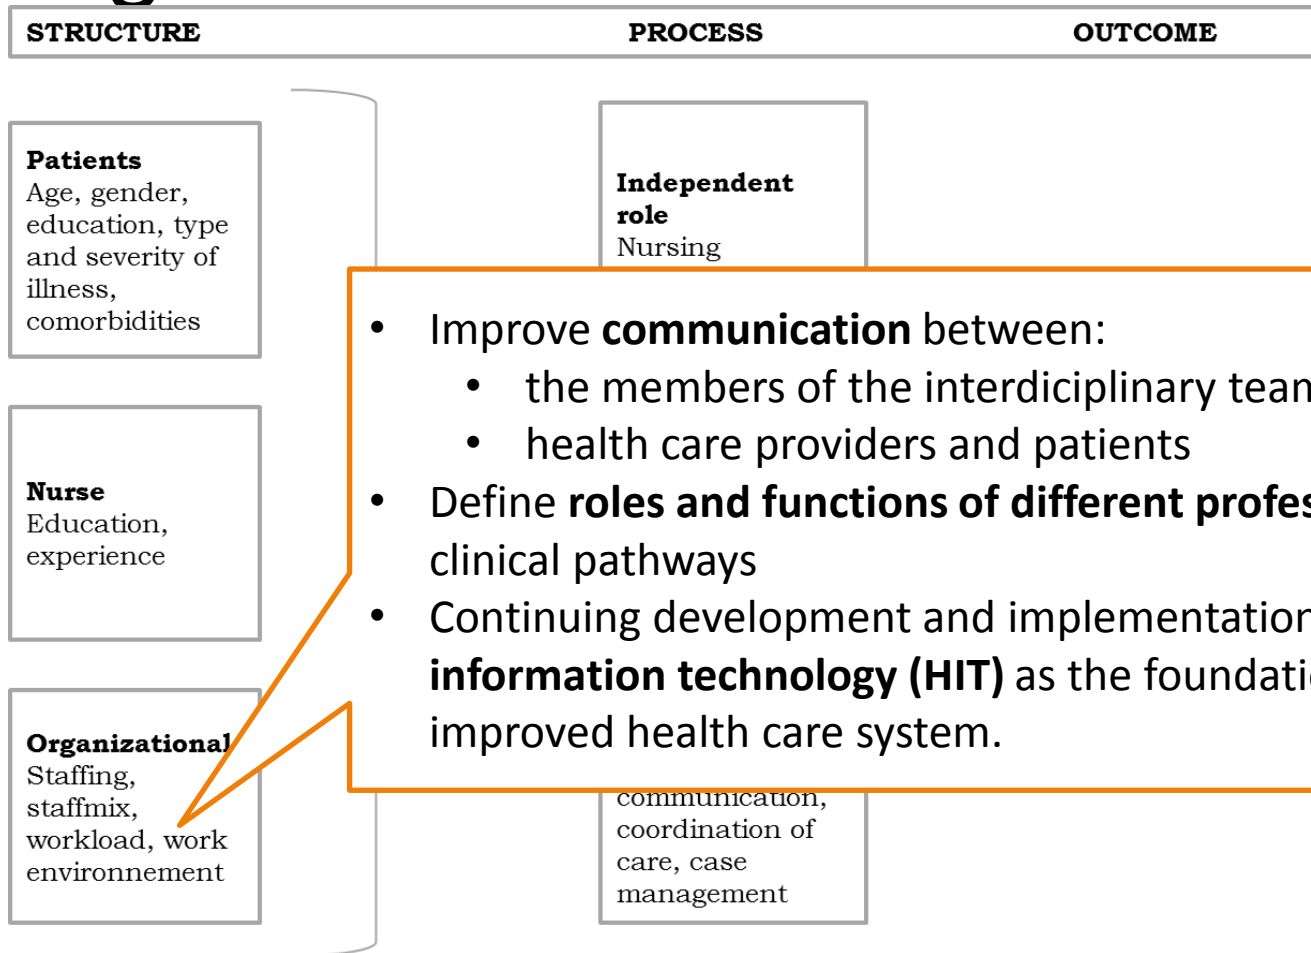 STRUCTURE PROCESS OUTCOME
Patients
Age, gender,
education, type
and severity of
illness,
comorbidities
Nurse
Education,
experience
Organizational
Staffing,
staffmix,
workload, work
environnement
Independent
role
Nursing
• Improve communication between:
• the members of the interdiciplinary team
• health care providers and patients
• Define roles and functions of different profes
clinical pathways
• Continuing development and implementation
information technology (HIT) as the foundati
improved health care system.
communication,
coordination of
care, case
management